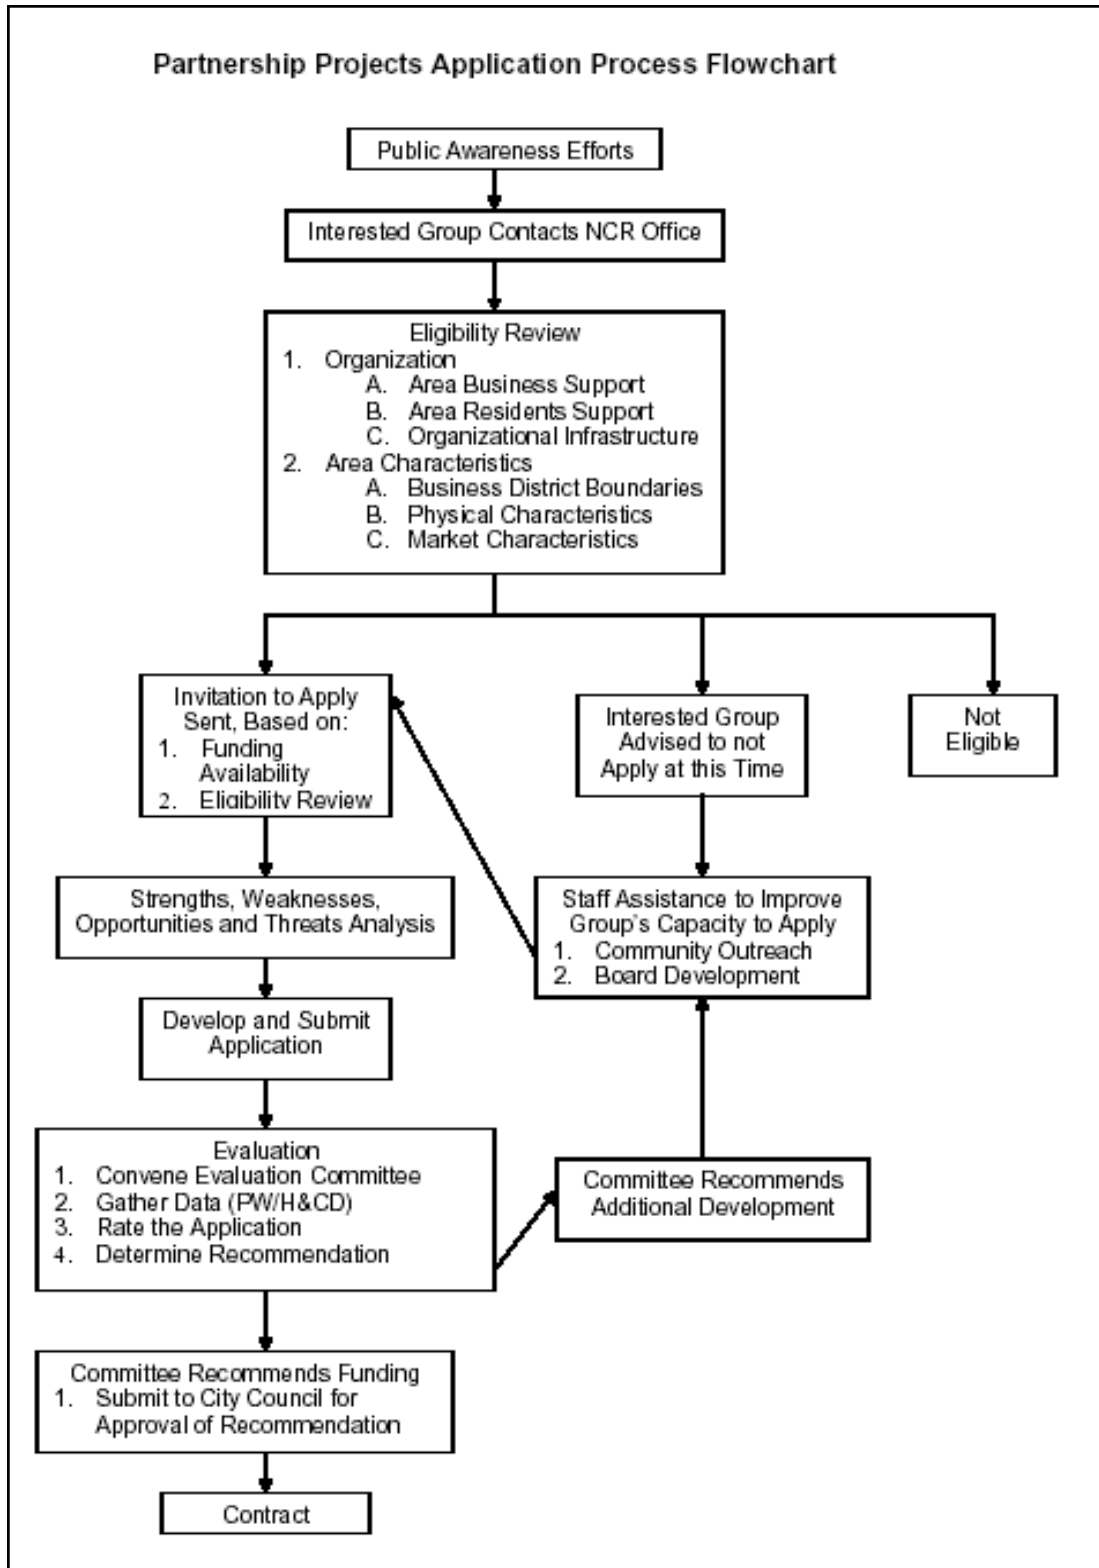 Partnership Projects Application Process Flowchart
Public Awareness Efforts
Interested Group Contacts NCR Office
Eligibility Review
1. Organization
A. Area Business Support
B. Area Residents Support
C. Organizational Infrastructure
2. Area Characteristics
A. Business District Boundaries
B. Physical Characteristics
C. Market Characteristics
Invitation to Apply
Sent, Based on:
1. Funding
Availability
2. Eligibility Review
Interested Group
Advised to not
Apply at this Time
Not
Eligible
Strengths, Weaknesses,
Opportunities and Threats Analysis
Staff Assistance to Improve
Group's Capacity to Apply
1. Community Outreach
2. Board Development
Develop and Submit
Application
Evaluation
1. Convene Evaluation Committee
2. Gather Data (PW/H&CD)
3. Rate the Application
4. Determine Recommendation
Committee Recommends
Additional Development
Committee Recommends Funding
1. Submit to City Council for
Approval of Recommendation
Contract